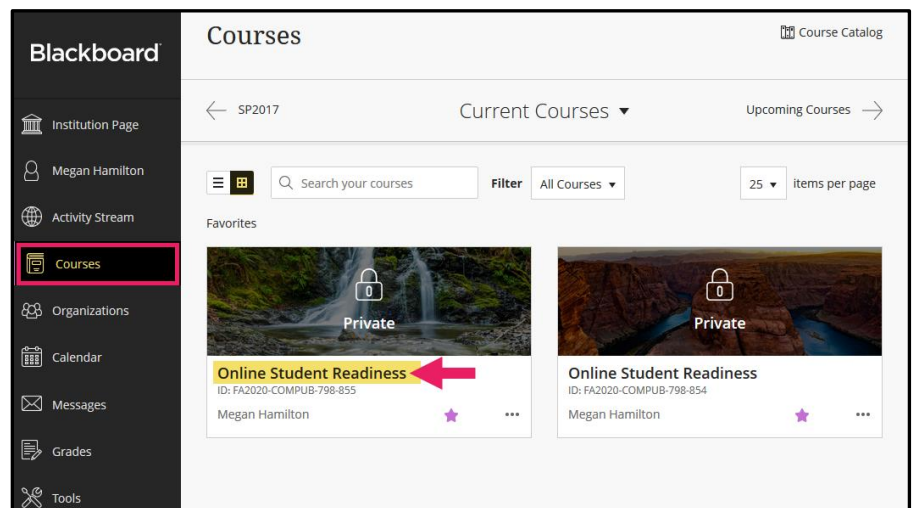 Blackboard
Institution Page
Megan Hamilton
Activity Stream
Courses
Organizations
Calendar
Messages
Grades
Tools
Courses
Course Catalog
SP2017
Current Courses
Upcoming Courses
Search your courses
Filter
All Courses
25
items per page
Favorites
Private
Online Student Readiness
ID: FA2020-COMPUB-798-855
Megan Hamilton
Private
Online Student Readiness
ID: FA2020-COMPUB-798-854
Megan Hamilton